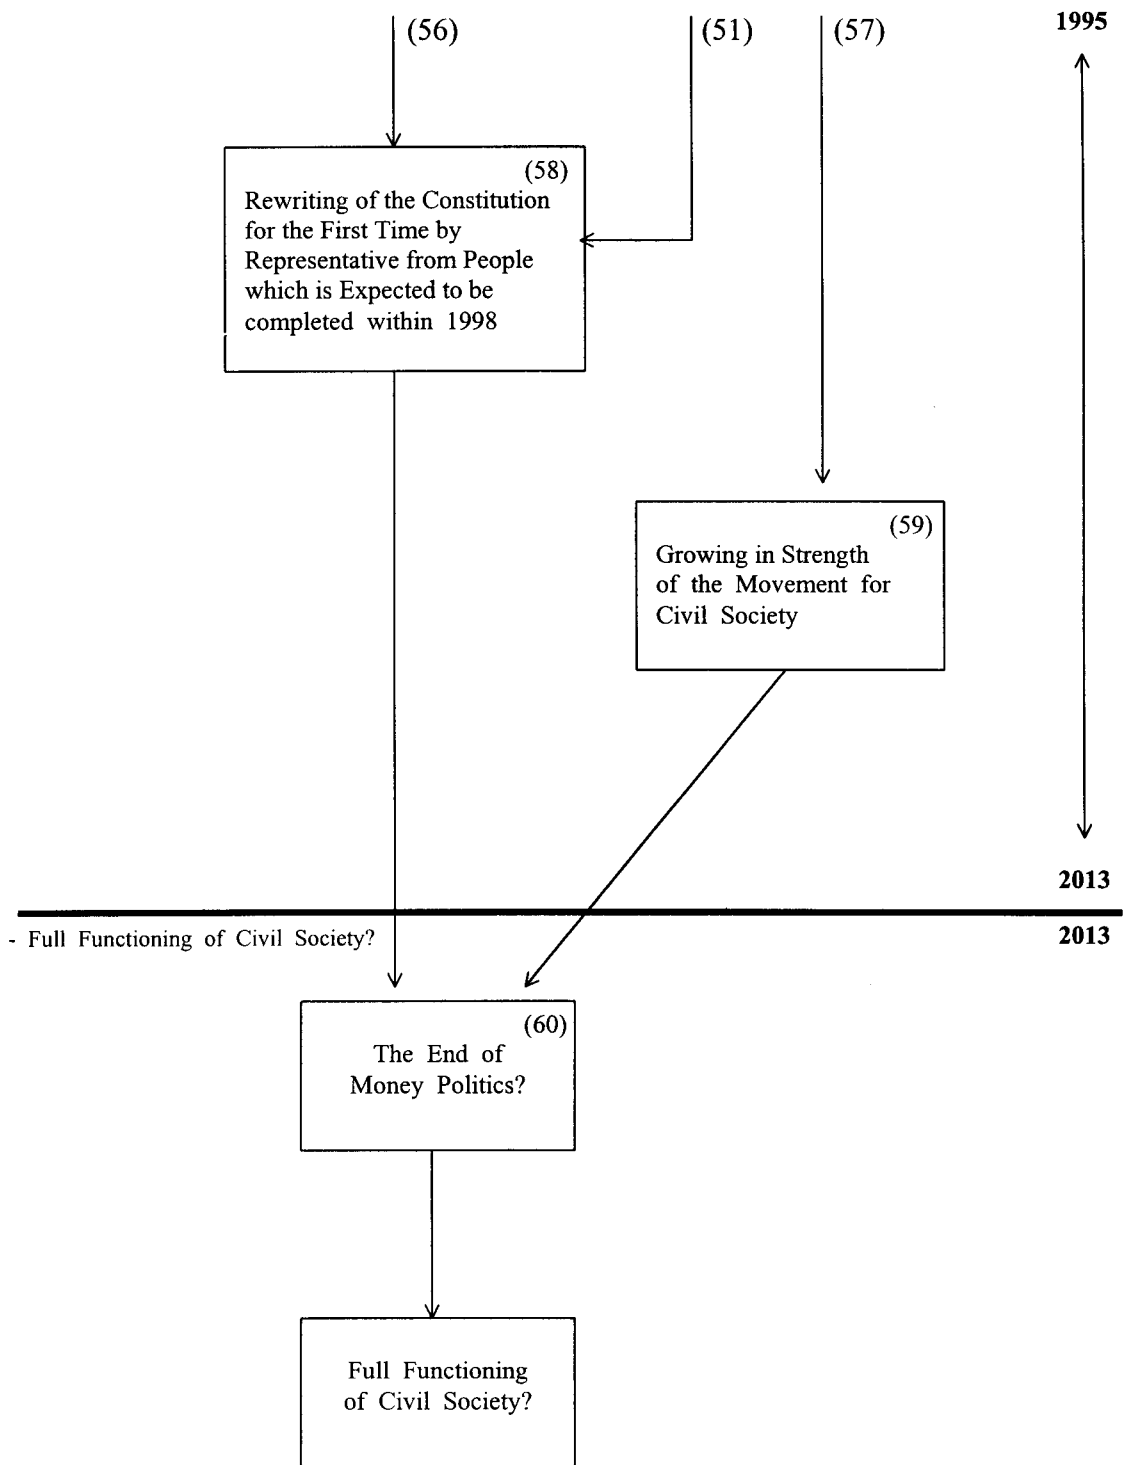 (56)
(51)
(57)
1995
(58)
Rewriting of the Constitution
for the First Time by
Representative from People
which is Expected to be
completed within 1998
(59)
Growing in Strength
of the Movement for
Civil Society
2013
- Full Functioning of Civil Society?
2013
(60)
The End of
Money Politics?
Full Functioning
of Civil Society?